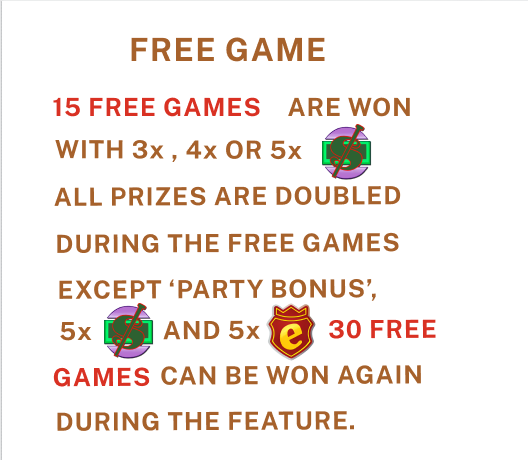 FREE GAME
15 FREE GAMES ARE WON
WITH 3x , 4x OR 5x
ALL PRIZES ARE DOUBLED
DURING THE FREE GAMES
EXCEPT ‘PARTY BONUS’,
5x AND 5x e 30 FREE
GAMES CAN BE WON AGAIN
DURING THE FEATURE.